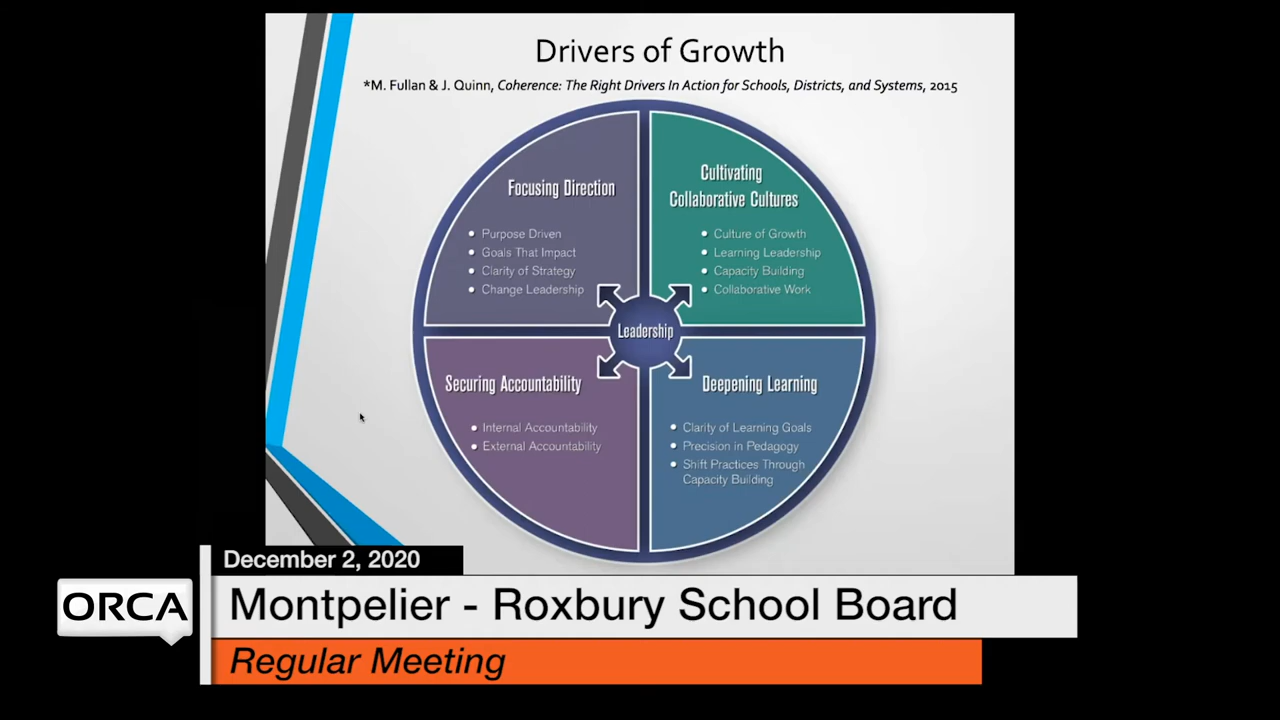 Drivers of Growth
*M. Fullan & J. Quinn, Coherence: The Right Drivers In Action for Schools, Districts, and Systems, 2015
Focusing Direction
• Purpose Driven
• Goals That Impact
• Clarity of Strategy
• Change Leadership
Cultivating
Collaborative Cultures
• Culture of Growth
• Learning Leadership
• Capacity Building
• Collaborative Work
Leadership
Securing Accountability
• Internal Accountability
• External Accountability
Deepening Learning
• Clarity of Learning Goals
• Precision in Pedagogy
• Shift Practices Through
Capacity Building
December 2, 2020
ORCA
Montpelier - Roxbury School Board
Regular Meeting